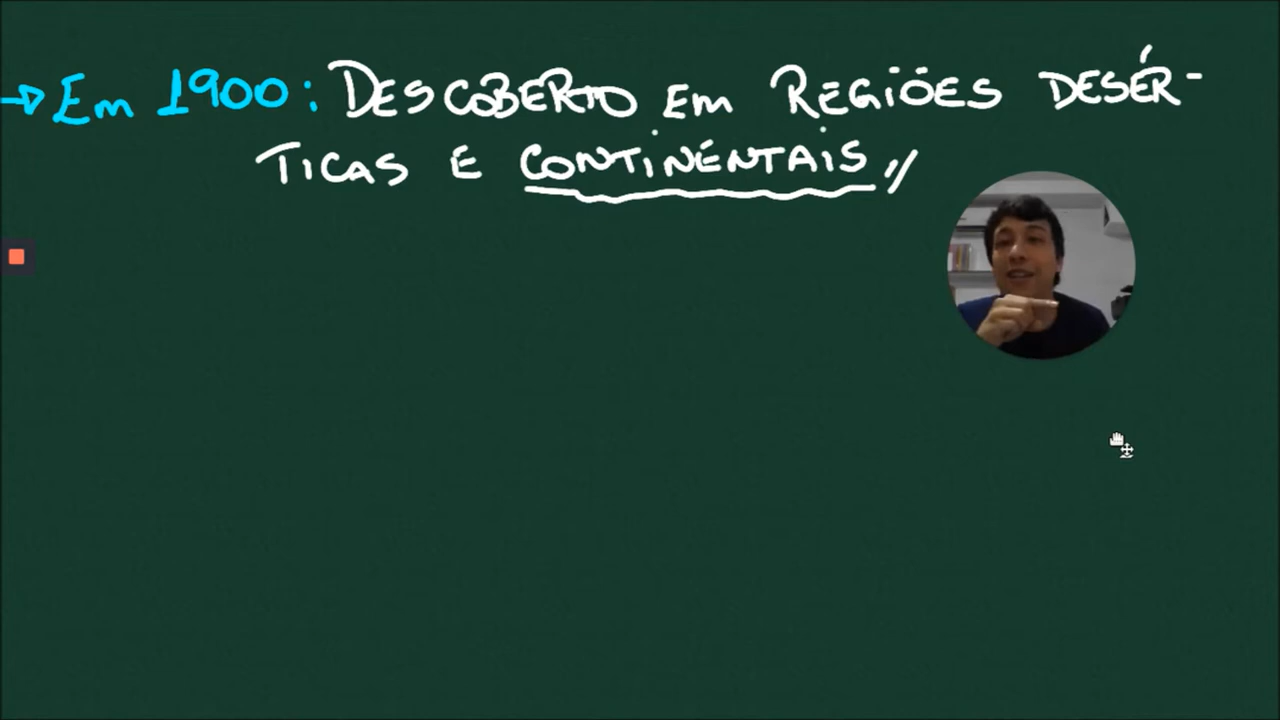 → Em 1900: DESCOBERTO Em REGIÕES DESÉR-
TICAS E CONTINENTAIS //